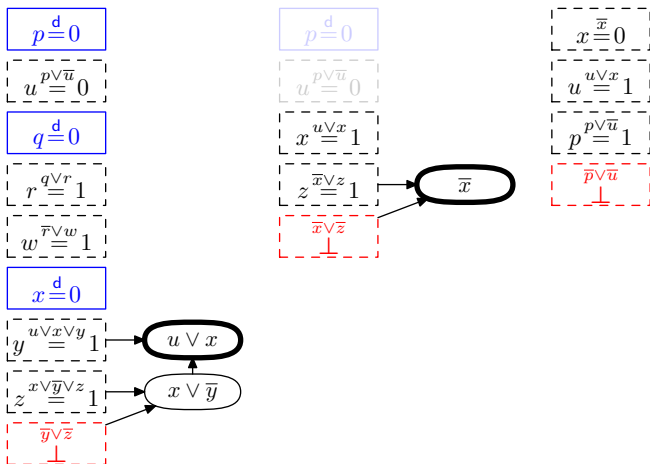 p =ᵈ 0
u =^{p∨u̅} 0
q =ᵈ 0
r =^{q∨r} 1
w =^{r̅∨w} 1
x =ᵈ 0
y =^{u∨x∨y} 1
u ∨ x
z =^{x∨y̅∨z} 1
x ∨ y̅
y̅∨z̅
⊥
p =ᵈ 0
u =^{p∨u̅} 0
x =^{u∨x} 1
z =^{x̅∨z} 1
x̅
x̅∨z̅
⊥
x =^{x̅} 0
u =^{u∨x} 1
p =^{p∨u̅} 1
p̅∨u̅
⊥